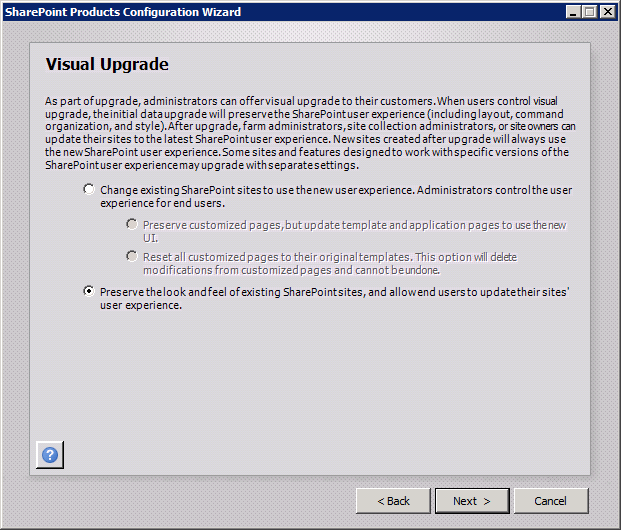 SharePoint Products Configuration Wizard
Visual Upgrade
As part of upgrade, administrators can offer visual upgrade to their customers. When users control visual
upgrade, the initial data upgrade will preserve the SharePoint user experience (including layout, command
organization, and style). After upgrade, farm administrators, site collection administrators, or site owners can
update their sites to the latest SharePoint user experience. New sites created after upgrade will always use
the new SharePoint user experience. Some sites and features designed to work with specific versions of the
SharePoint user experience may upgrade with separate settings.
Change existing SharePoint sites to use the new user experience. Administrators control the user
experience for end users.
Preserve customized pages, but update template and application pages to use the new
UI.
Reset all customized pages to their original templates. This option will delete
modifications from customized pages and cannot be undone.
Preserve the look and feel of existing SharePoint sites, and allow end users to update their sites'
user experience.
?
< Back
Next >
Cancel